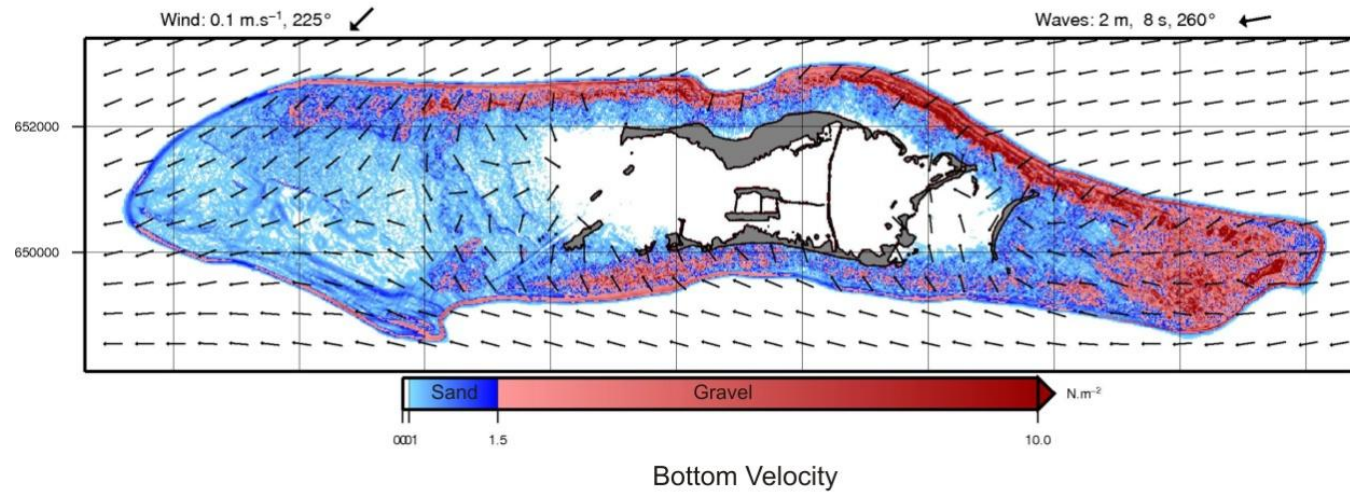 Wind: 0.1 m.s⁻¹, 225°
Waves: 2 m, 8 s, 260°
652000
650000
Sand
Gravel
N.m⁻²
1.5
10.0
Bottom Velocity